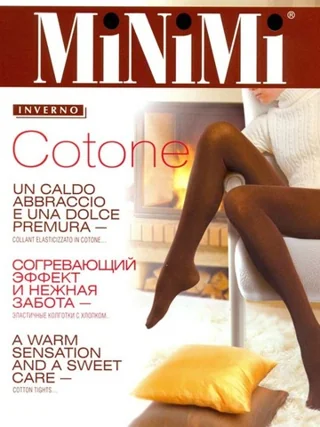 MiNiMi®
INVERNO
Cotone
UN CALDO
ABBRACCIO
E UNA DOLCE
PREMURA —
COLLANT ELASTICIZZATO IN COTONE...
СОГРЕВАЮЩИЙ
ЭФФЕКТ
И НЕЖНАЯ
ЗАБОТА —
ЭЛАСТИЧНЫЕ КОЛГОТКИ С ХЛОПКОМ...
A WARM
SENSATION
AND A SWEET
CARE —
COTTON TIGHTS...